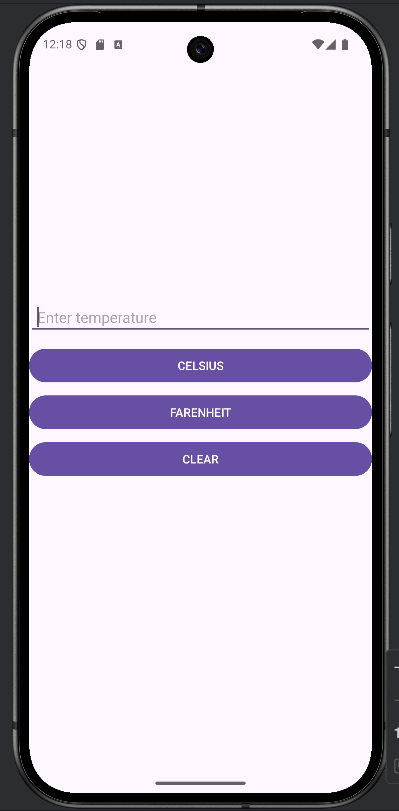 12:18
Enter temperature
CELSIUS
FARENHEIT
CLEAR